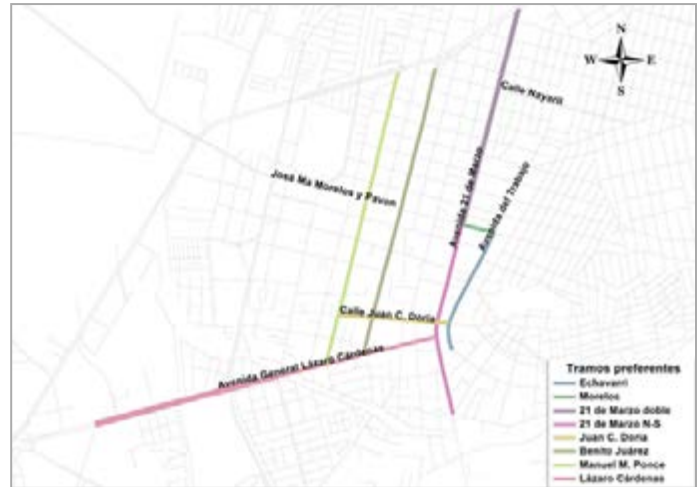 N
W E
S
Calle Nayarit
José Ma Morelos y Pavon
Avenida 21 de Marzo
Avenida del Trabajo
Calle Juan C. Doria
Avenida General Lázaro Cárdenas
Tramos preferentes
Echavarri
Morelos
21 de Marzo doble
21 de Marzo N-S
Juan C. Doria
Benito Juárez
Manuel M. Ponce
Lázaro Cárdenas